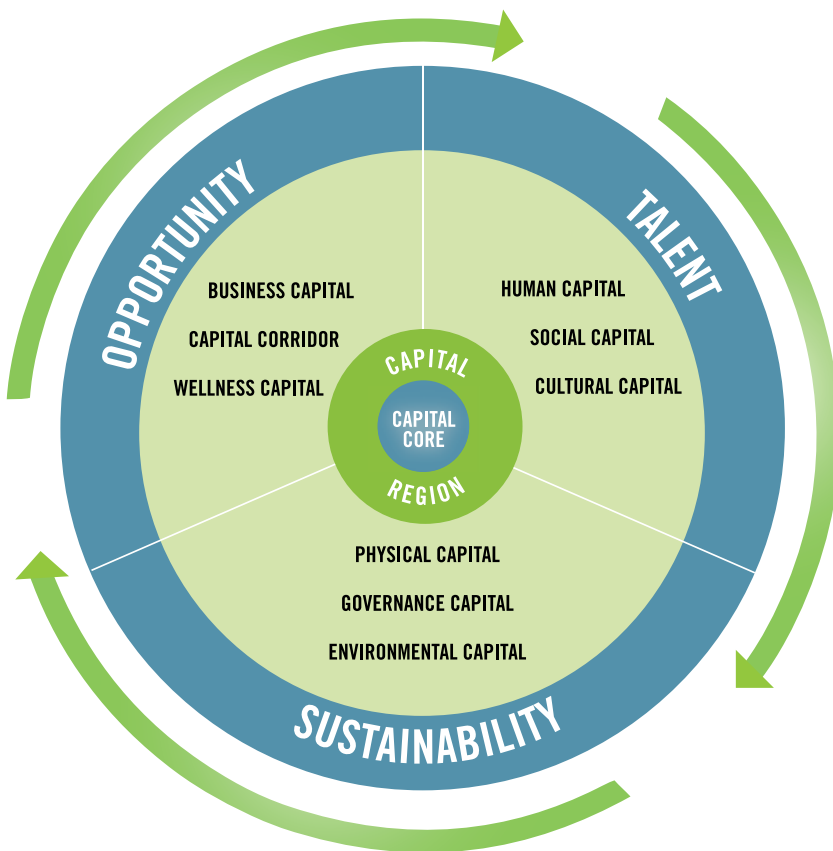 OPPORTUNITY
BUSINESS CAPITAL
CAPITAL CORRIDOR
WELLNESS CAPITAL
TALENT
HUMAN CAPITAL
SOCIAL CAPITAL
CULTURAL CAPITAL
CAPITAL
CAPITAL
CORE
REGION
PHYSICAL CAPITAL
GOVERNANCE CAPITAL
ENVIRONMENTAL CAPITAL
SUSTAINABILITY